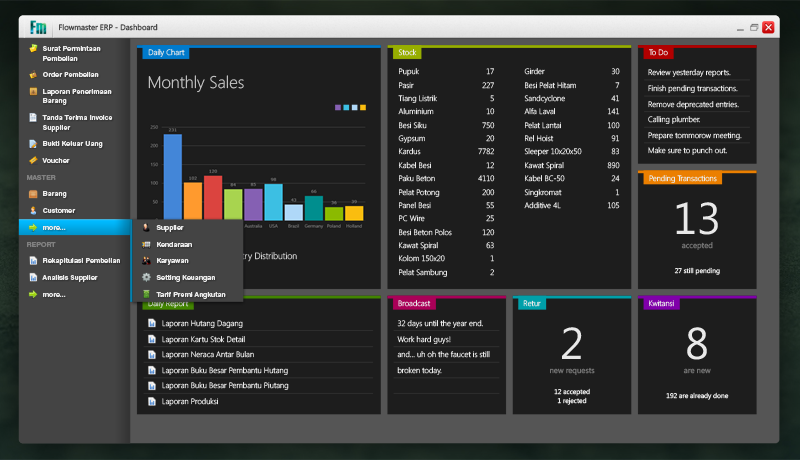 Fm Flowmaster ERP - Dashboard
Surat Permintaan
Pembelian
Order Pembelian
Laporan Penerimaan
Barang
Tanda Terima Invoice
Supplier
Bukti Keluar Uang
Voucher
MASTER
Barang
Customer
more...
REPORT
Rekapitulasi Pembelian
Analisis Supplier
more...
Supplier
Kendaraan
Karyawan
Setting Keuangan
Tarif Premi Angkutan
Daily Chart
Monthly Sales
250
200
150
100
50
0
231
84
41
66
Australia
USA
Brazil
Germany
Poland
Holland
try Distribution
Stock
Pupuk 17
Pasir 227
Tiang Listrik 5
Aluminium 10
Besi Siku 750
Gypsum 20
Kardus 7782
Kabel Besi 12
Paku Beton 4110
Pelat Potong 200
Panel Besi 55
PC Wire 25
Besi Beton Polos 120
Kawat Spiral 63
Kolom 150x20 1
Pelat Sambung 2
Girder 30
Besi Pelat Hitam 7
Sandcyclone 41
Alfa Laval 141
Pelat Lantai 100
Rel Hoist 91
Sleeper 10x20x50 83
Kawat Spiral 890
Kabel BC-50 24
Singkromat 1
Additive 4L 105
To Do
Review yesterday reports.
Finish pending transactions.
Remove deprecated entries.
Calling plumber.
Prepare tommorow meeting.
Make sure to punch out.
Pending Transactions
13
accepted
27 still pending
Daily Report
Laporan Hutang Dagang
Laporan Kartu Stok Detail
Laporan Neraca Antar Bulan
Laporan Buku Besar Pembantu Hutang
Laporan Buku Besar Pembantu Piutang
Laporan Produksi
Broadcast
32 days until the year end.
Work hard guys!
and... uh oh the faucet is still
broken today.
Retur
2
new requests
12 accepted
1 rejected
Kwitansi
8
are new
192 are already done